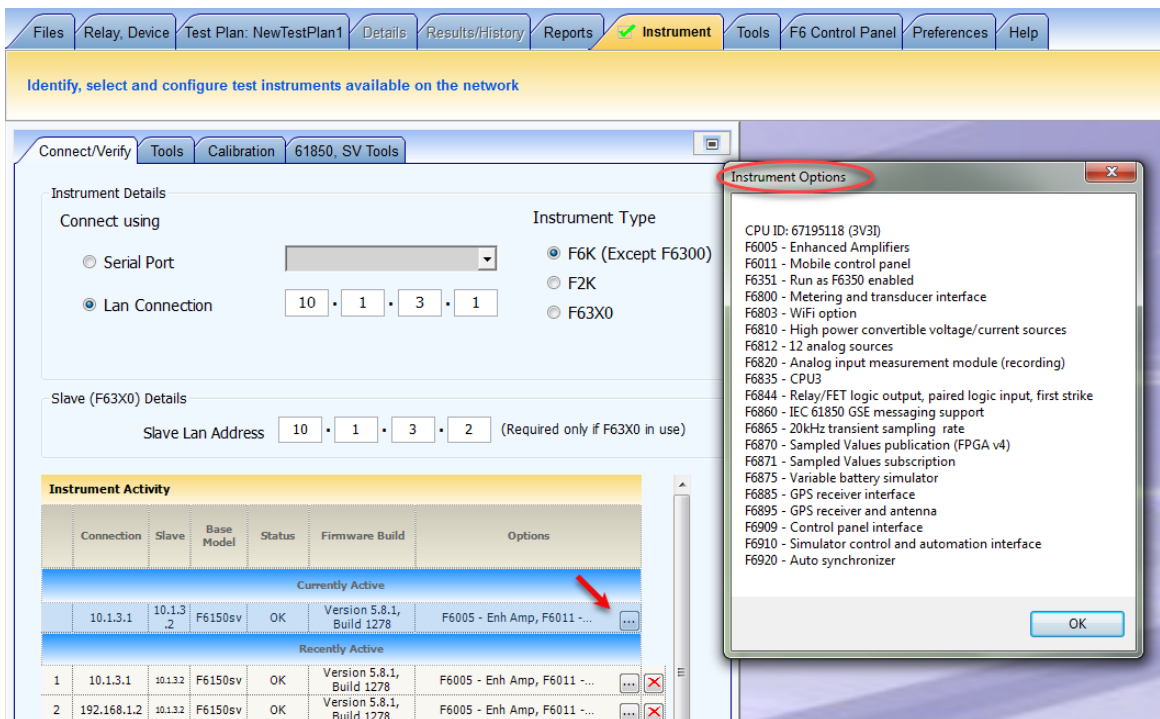 Files
Relay, Device
Test Plan: NewTestPlan1
Details
Results/History
Reports
Instrument
Tools
F6 Control Panel
Preferences
Help
Identify, select and configure test instruments available on the network
Connect/Verify
Tools
Calibration
61850, SV Tools
Instrument Details
Connect using
Serial Port
Lan Connection
10 . 1 . 3 . 1
Instrument Type
F6K (Except F6300)
F2K
F63X0
Slave (F63X0) Details
Slave Lan Address 10 . 1 . 3 . 2 (Required only if F63X0 in use)
Instrument Activity
Connection Slave Base Model Status Firmware Build Options
Currently Active
10.1.3.1 10.1.3.2 F6150sv OK Version 5.8.1, Build 1278 F6005 - Enh Amp, F6011 -... ...
Recently Active
1 10.1.3.1 10.1.3.2 F6150sv OK Version 5.8.1, Build 1278 F6005 - Enh Amp, F6011 -... ...
2 192.168.1.2 10.1.3.2 F6150sv OK Version 5.8.1, Build 1278 F6005 - Enh Amp, F6011 -... ...
Instrument Options
CPU ID: 67195118 (3V3I)
F6005 - Enhanced Amplifiers
F6011 - Mobile control panel
F6351 - Run as F6350 enabled
F6800 - Metering and transducer interface
F6803 - WiFi option
F6810 - High power convertible voltage/current sources
F6812 - 12 analog sources
F6820 - Analog input measurement module (recording)
F6835 - CPU3
F6844 - Relay/FET logic output, paired logic input, first strike
F6860 - IEC 61850 GSE messaging support
F6865 - 20kHz transient sampling rate
F6870 - Sampled Values publication (FPGA v4)
F6871 - Sampled Values subscription
F6875 - Variable battery simulator
F6885 - GPS receiver interface
F6895 - GPS receiver and antenna
F6909 - Control panel interface
F6910 - Simulator control and automation interface
F6920 - Auto synchronizer
OK